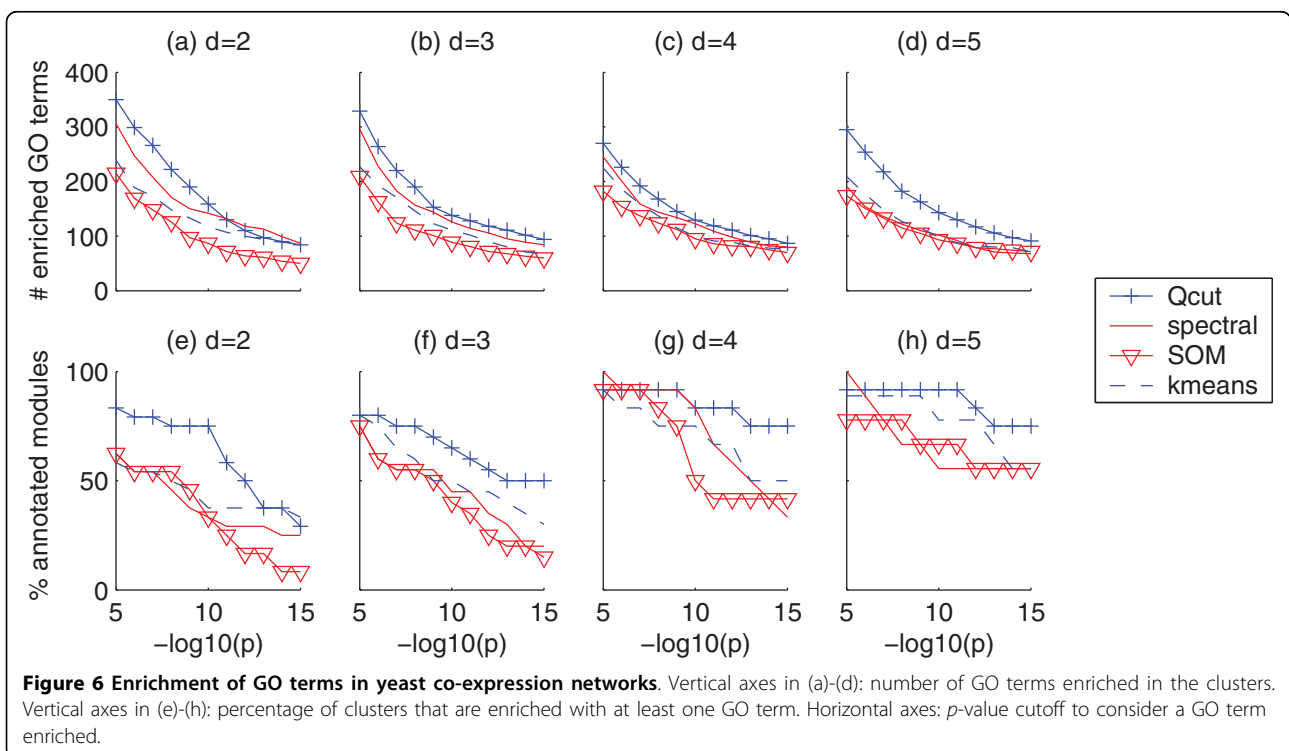 (a) d=2
(b) d=3
(c) d=4
(d) d=5
# enriched GO terms
400
300
200
100
0
Qcut
spectral
SOM
kmeans
(e) d=2
(f) d=3
(g) d=4
(h) d=5
% annotated modules
100
50
0
5 10 15
5 10 15
5 10 15
5 10 15
−log10(p)
−log10(p)
−log10(p)
−log10(p)
Figure 6 Enrichment of GO terms in yeast co-expression networks. Vertical axes in (a)-(d): number of GO terms enriched in the clusters.
Vertical axes in (e)-(h): percentage of clusters that are enriched with at least one GO term. Horizontal axes: p-value cutoff to consider a GO term
enriched.